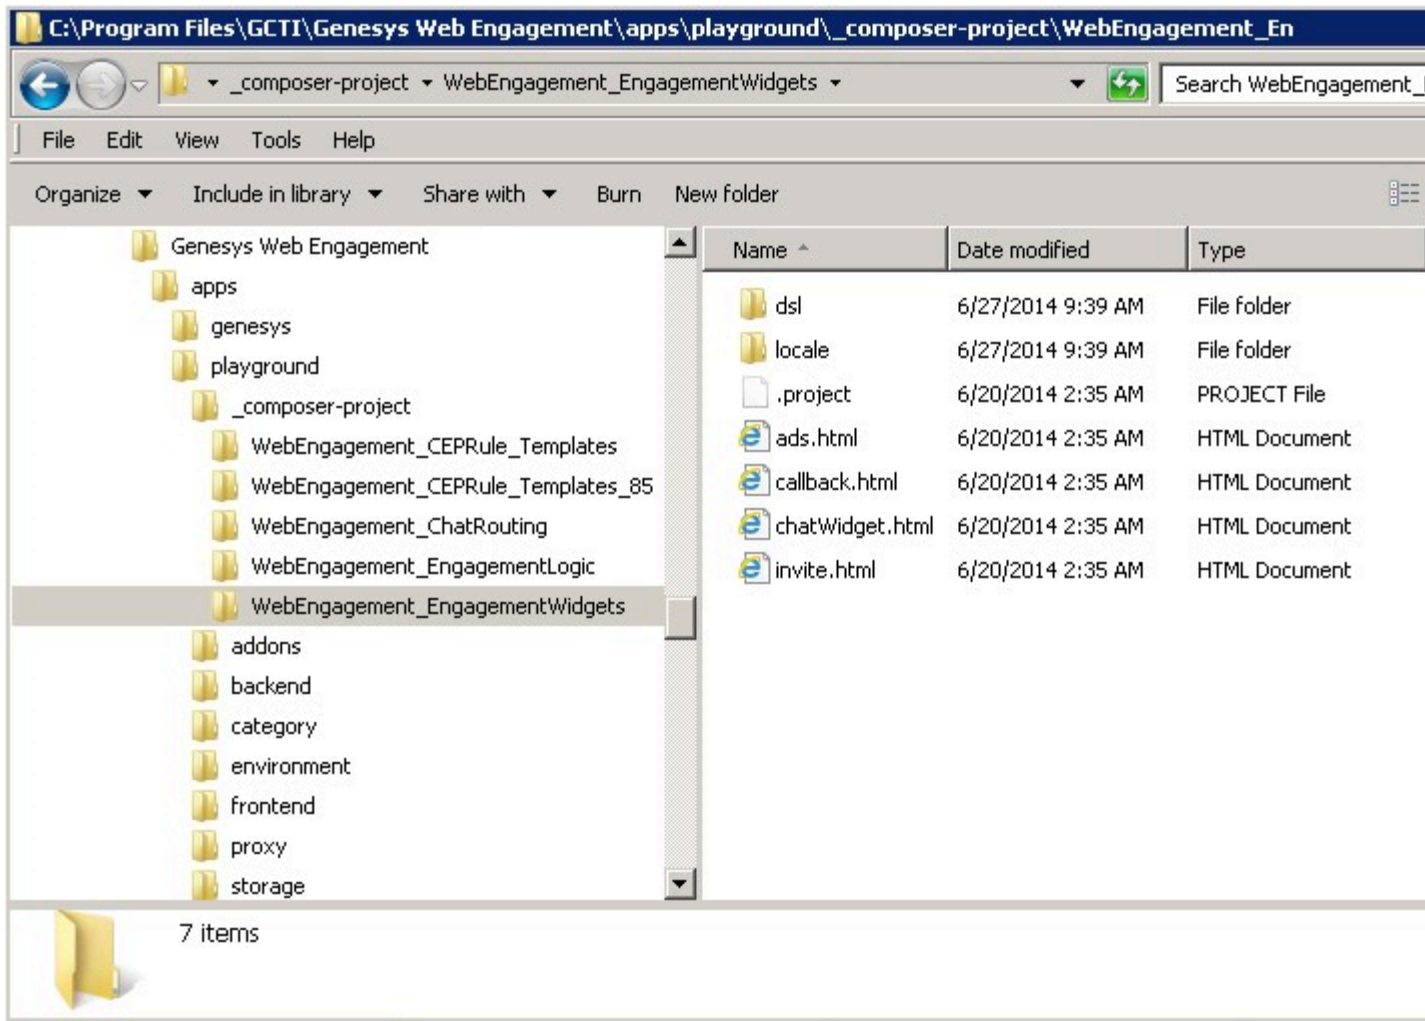 C:\Program Files\GCTI\Genesys Web Engagement\apps\playground\_composer-project\WebEngagement_En
_composer-project WebEngagement_EngagementWidgets Search WebEngagement_
File Edit View Tools Help
Organize Include in library Share with Burn New folder
Genesys Web Engagement
apps
genesys
playground
_composer-project
WebEngagement_CEPRule_Templates
WebEngagement_CEPRule_Templates_85
WebEngagement_ChatRouting
WebEngagement_EngagementLogic
WebEngagement_EngagementWidgets
addons
backend
category
environment
frontend
proxy
storage
Name Date modified Type
dsl 6/27/2014 9:39 AM File folder
locale 6/27/2014 9:39 AM File folder
.project 6/20/2014 2:35 AM PROJECT File
ads.html 6/20/2014 2:35 AM HTML Document
callback.html 6/20/2014 2:35 AM HTML Document
chatWidget.html 6/20/2014 2:35 AM HTML Document
invite.html 6/20/2014 2:35 AM HTML Document
7 items